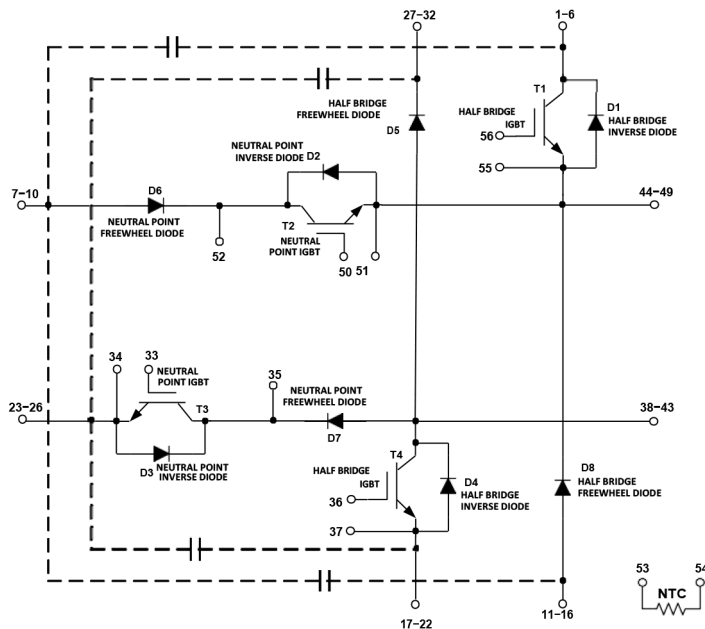 27-32
1-6
T1
HALF BRIDGE
FREEWHEEL DIODE
D5
HALF BRIDGE
IGBT
56
D1
HALF BRIDGE
INVERSE DIODE
55
NEUTRAL POINT
INVERSE DIODE
D2
7-10
D6
NEUTRAL POINT
FREEWHEEL DIODE
52
T2
NEUTRAL
POINT IGBT
50
51
44-49
34
33
NEUTRAL
POINT IGBT
T3
35
NEUTRAL POINT
FREEWHEEL DIODE
D7
23-26
38-43
D3
NEUTRAL POINT
INVERSE DIODE
HALF BRIDGE
IGBT
T4
36
37
D4
HALF BRIDGE
INVERSE DIODE
D8
HALF BRIDGE
FREEWHEEL DIODE
17-22
11-16
53
54
NTC